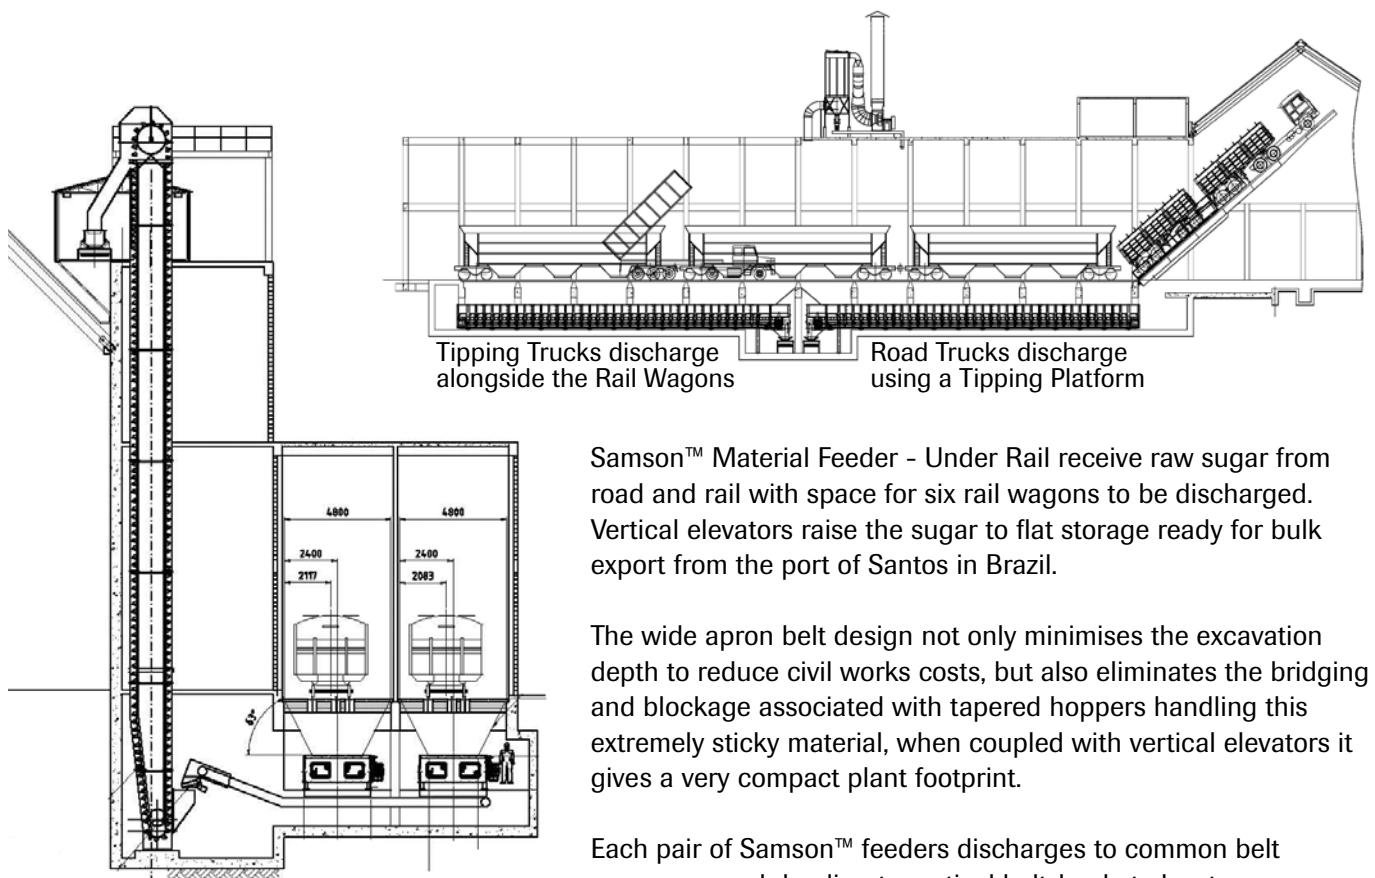 Tipping Trucks discharge
alongside the Rail Wagons
Road Trucks discharge
using a Tipping Platform
4800
4800
2400
2400
2117
2083
63°
Samson™ Material Feeder - Under Rail receive raw sugar from
road and rail with space for six rail wagons to be discharged.
Vertical elevators raise the sugar to flat storage ready for bulk
export from the port of Santos in Brazil.
The wide apron belt design not only minimises the excavation
depth to reduce civil works costs, but also eliminates the bridging
and blockage associated with tapered hoppers handling this
extremely sticky material, when coupled with vertical elevators it
gives a very compact plant footprint.
Each pair of Samson™ feeders discharges to common belt